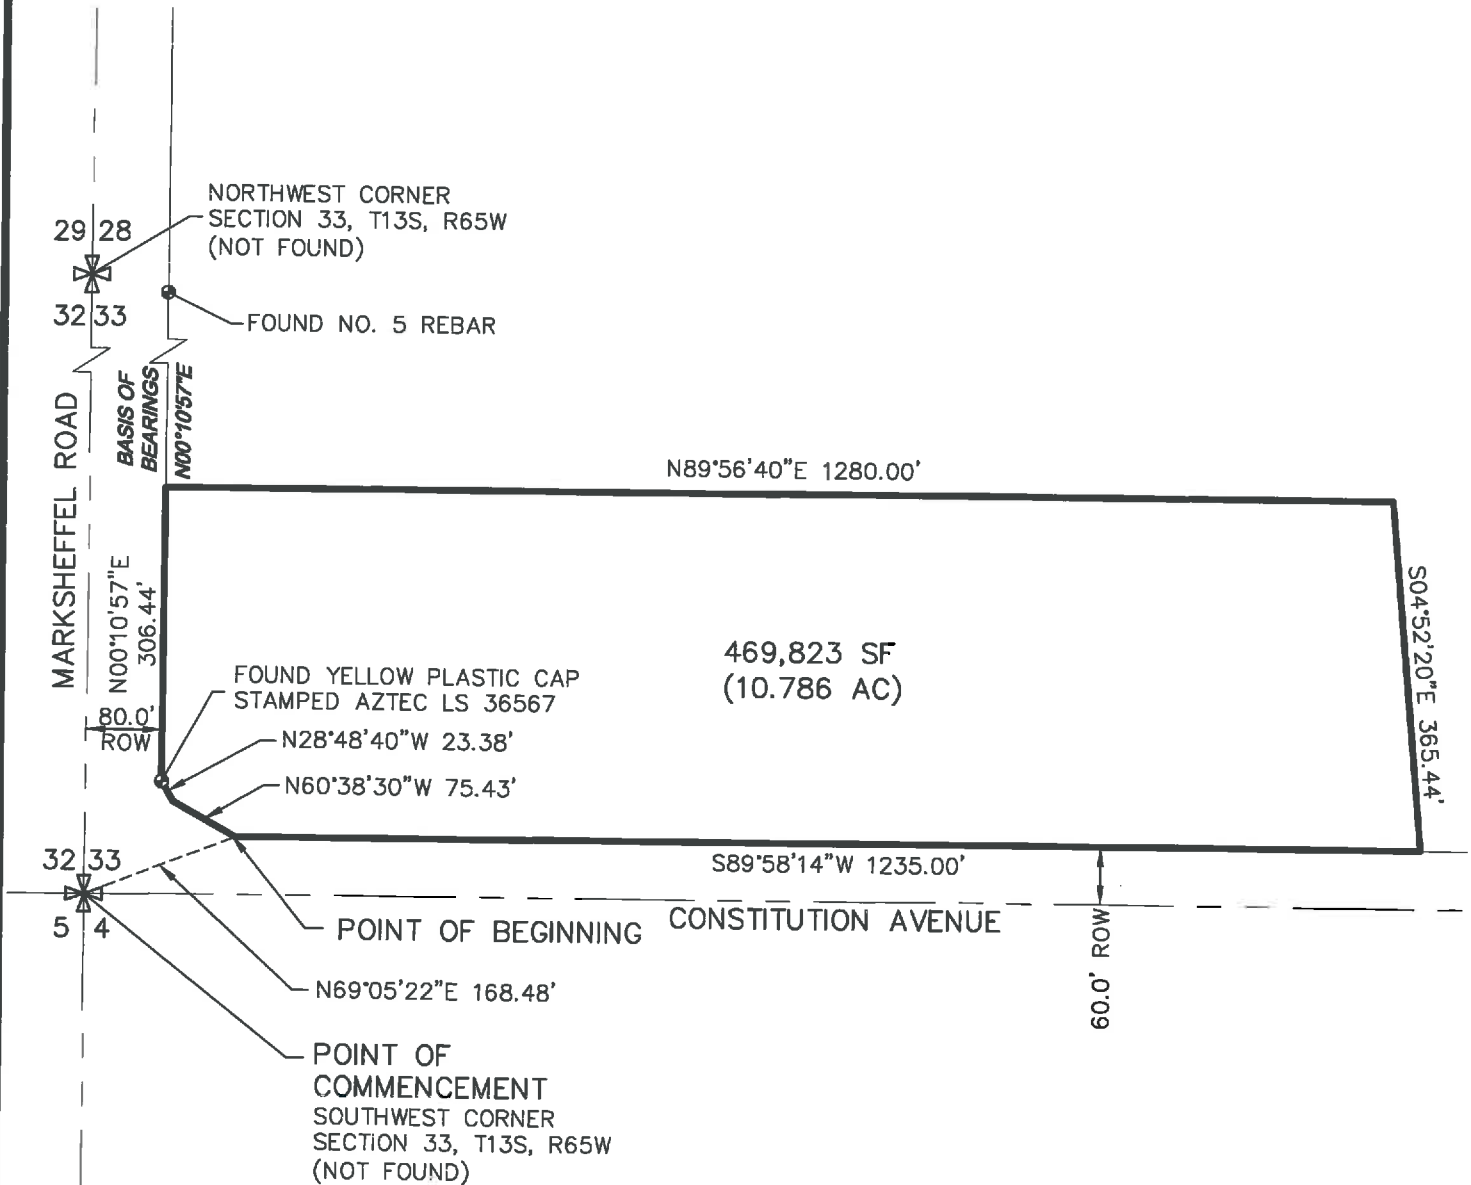 NORTHWEST CORNER
SECTION 33, T13S, R65W
(NOT FOUND)
29 28
32 33
FOUND NO. 5 REBAR
BASIS OF
BEARINGS
N00°10'57"E
MARKSHEFFEL ROAD
N89°56'40"E 1280.00'
N00°10'57"E
306.44'
S04°52'20"E 365.44'
469,823 SF
(10.786 AC)
FOUND YELLOW PLASTIC CAP
STAMPED AZTEC LS 36567
80.0'
ROW
N28°48'40"W 23.38'
N60°38'30"W 75.43'
32 33
5 4
S89°58'14"W 1235.00'
POINT OF BEGINNING
CONSTITUTION AVENUE
60.0' ROW
N69°05'22"E 168.48'
POINT OF
COMMENCEMENT
SOUTHWEST CORNER
SECTION 33, T13S, R65W
(NOT FOUND)